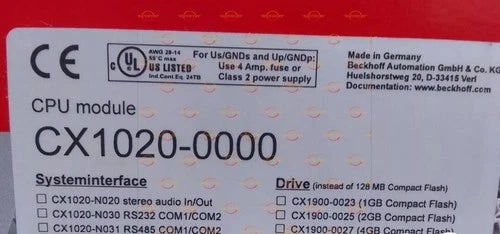 CE
c UL US LISTED
AWG 28-14
55°C max
Ind.Cont.Eq. 24TB
For Us/GNDs and Up/GNDp:
Use 4 Amp. fuse or
Class 2 power supply
Made in Germany
Beckhoff Automation GmbH & Co. KG
Huelshorstweg 20, D-33415 Verl
Documentation: www.beckhoff.com
CPU module
CX1020-0000
Systeminterface
CX1020-N020 stereo audio In/Out
CX1020-N030 RS232 COM1/COM2
CX1020-N031 RS485 COM1/COM2
Drive (instead of 128 MB Compact Flash)
CX1900-0023 (1GB Compact Flash)
CX1900-0025 (2GB Compact Flash)
CX1900-0027 (4GB Compact Flash)